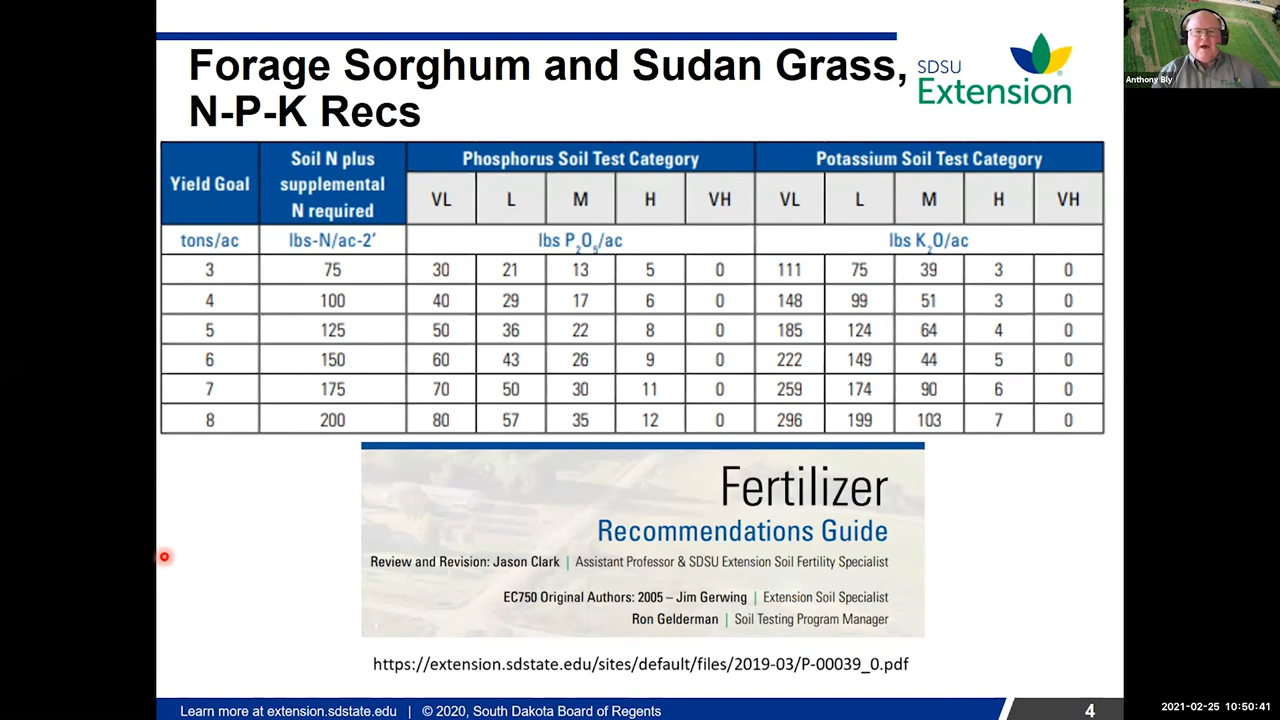 Forage Sorghum and Sudan Grass,
N-P-K Recs
SDSU
Extension
Anthony Bly
Yield Goal
Soil N plus
supplemental
N required
Phosphorus Soil Test Category
Potassium Soil Test Category
VL L M H VH VL L M H VH
tons/ac lbs-N/ac-2′ lbs P₂O₅/ac lbs K₂O/ac
3 75 30 21 13 5 0 111 75 39 3 0
4 100 40 29 17 6 0 148 99 51 3 0
5 125 50 36 22 8 0 185 124 64 4 0
6 150 60 43 26 9 0 222 149 44 5 0
7 175 70 50 30 11 0 259 174 90 6 0
8 200 80 57 35 12 0 296 199 103 7 0
Fertilizer
Recommendations Guide
Review and Revision: Jason Clark | Assistant Professor & SDSU Extension Soil Fertility Specialist
EC750 Original Authors: 2005 – Jim Gerwing | Extension Soil Specialist
Ron Gelderman | Soil Testing Program Manager
https://extension.sdstate.edu/sites/default/files/2019-03/P-00039_0.pdf
Learn more at extension.sdstate.edu | © 2020, South Dakota Board of Regents
4
2021-02-25 10:50:41